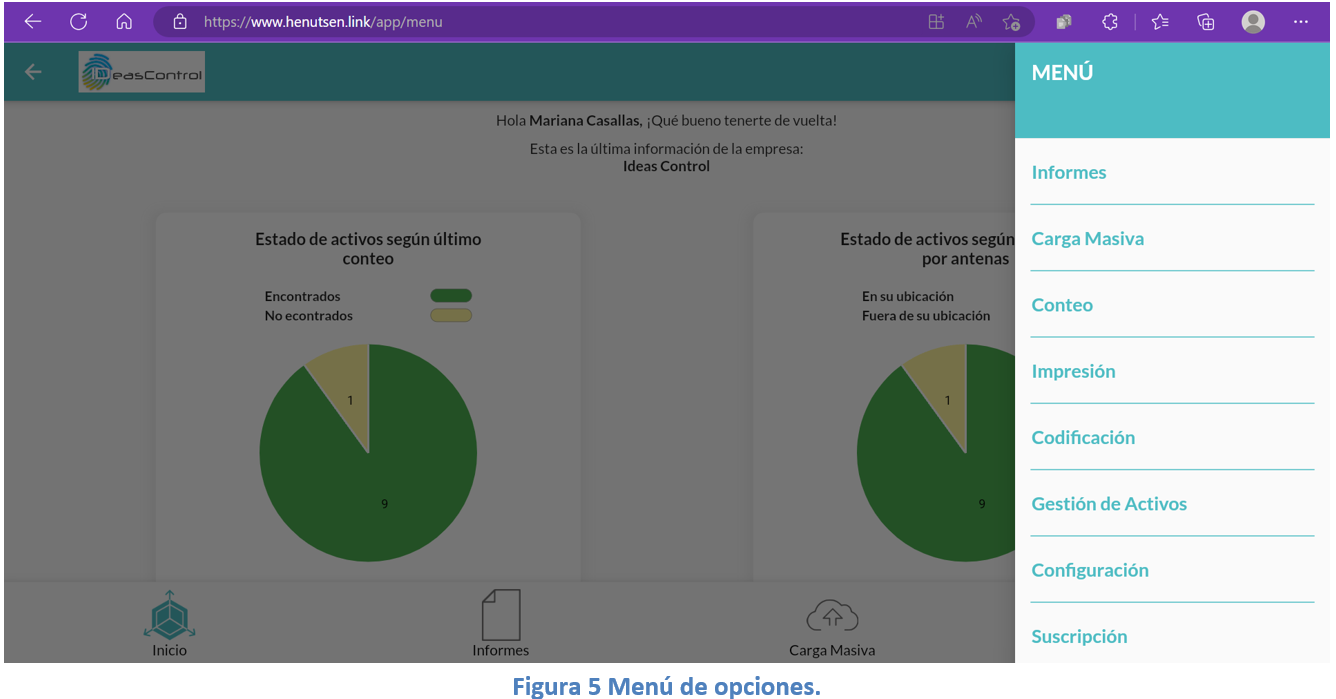 https://www.henutsen.link/app/menu
IDeasControl
MENÚ
Hola Mariana Casallas, ¡Qué bueno tenerte de vuelta!
Esta es la última información de la empresa:
Ideas Control
Estado de activos según último
conteo
Encontrados
No econtrados
1
9
Estado de activos según
por antenas
En su ubicación
Fuera de su ubicación
1
9
Informes
Carga Masiva
Conteo
Impresión
Codificación
Gestión de Activos
Configuración
Suscripción
Inicio
Informes
Carga Masiva
Figura 5 Menú de opciones.